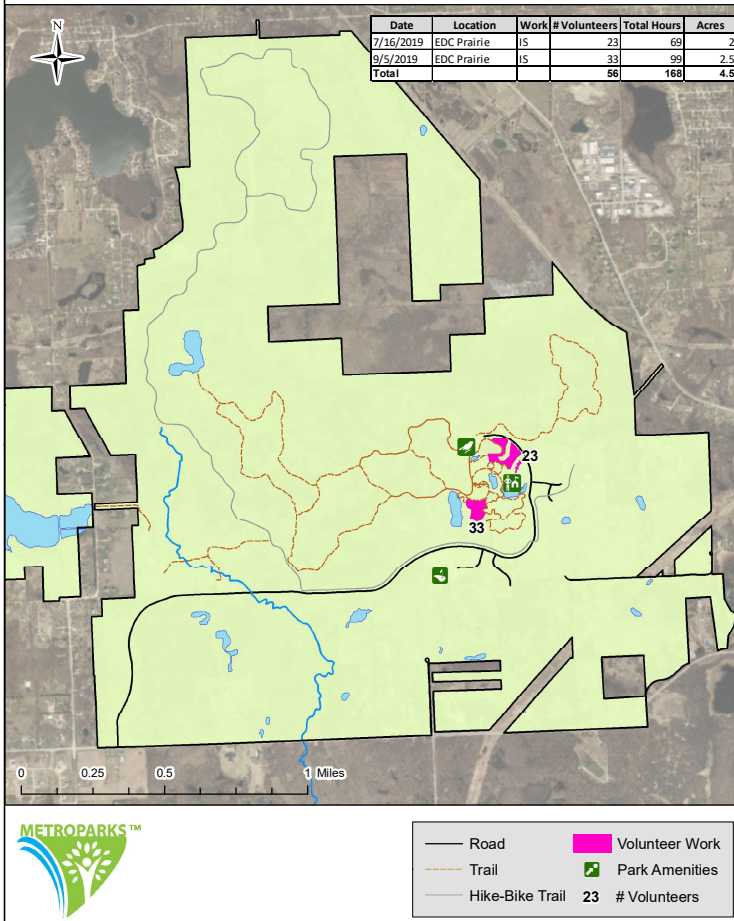 N
Date Location Work # Volunteers Total Hours Acres
7/16/2019 EDC Prairie IS 23 69 2
9/5/2019 EDC Prairie IS 33 99 2.5
Total 56 168 4.5
23
33
0 0.25 0.5 1 Miles
METROPARKS™
Road Volunteer Work
Trail Park Amenities
Hike-Bike Trail 23 # Volunteers